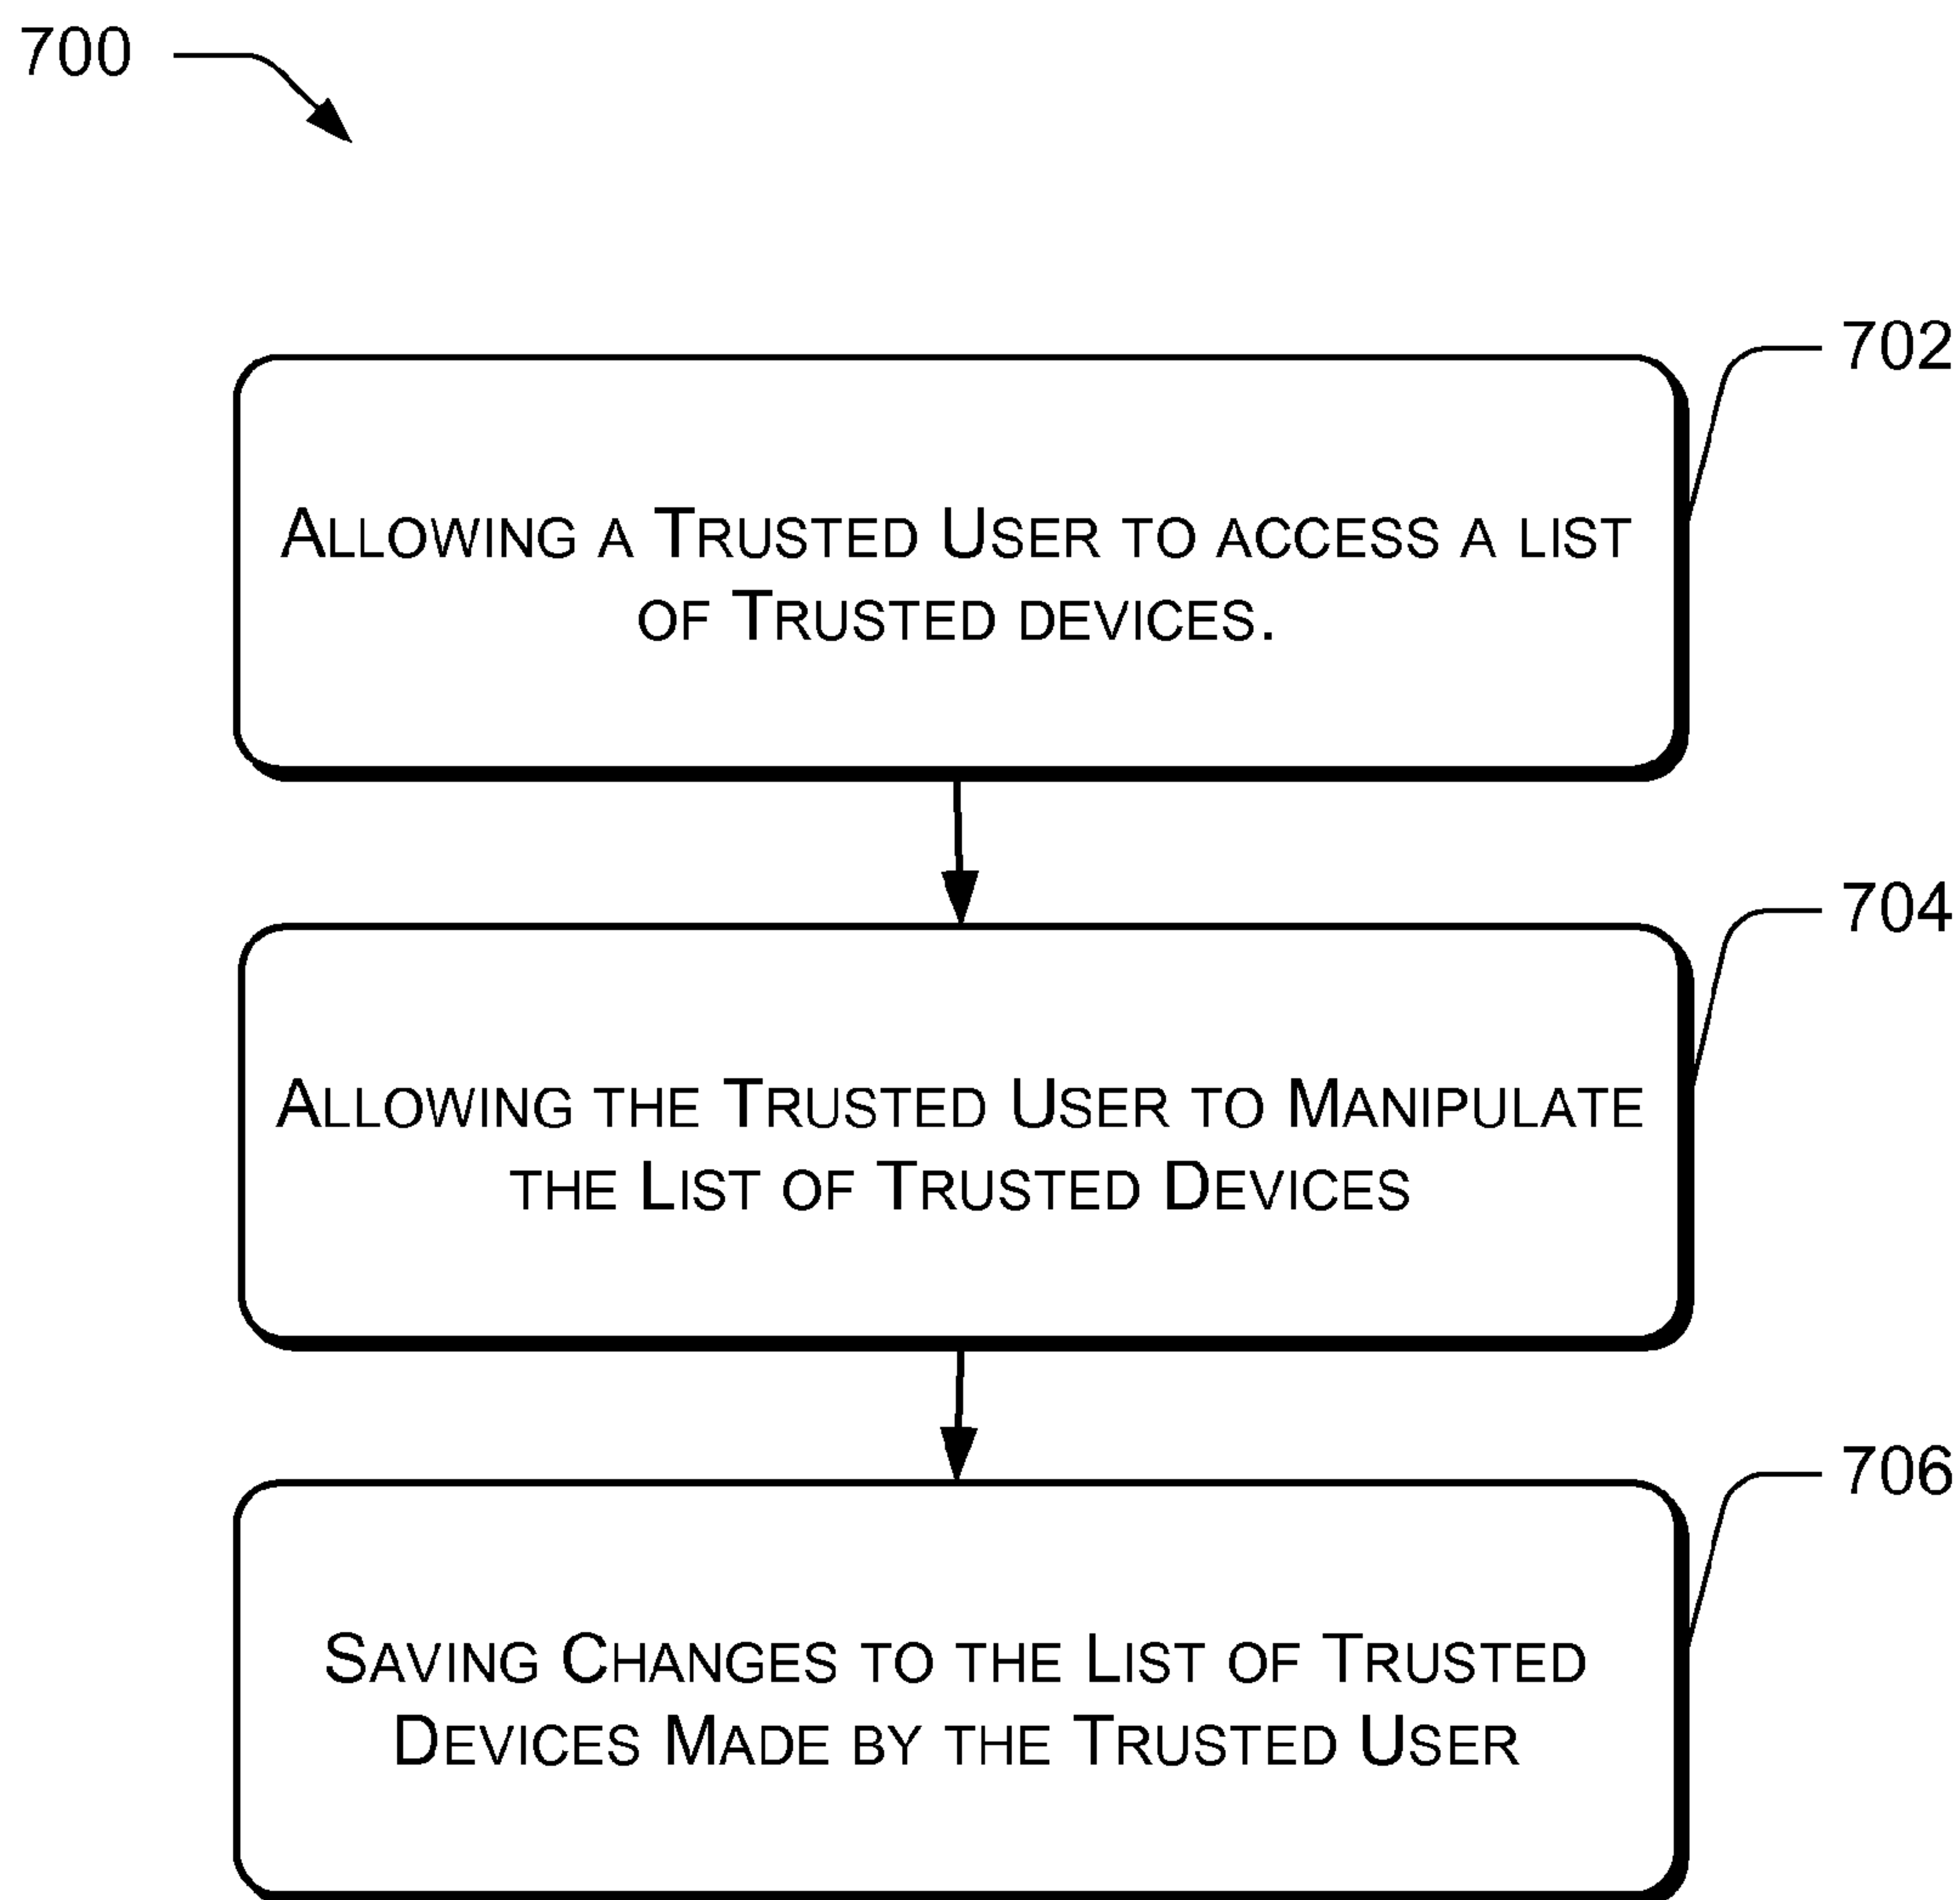 700
702
Allowing a Trusted User to access a list
of Trusted devices.
704
Allowing the Trusted User to Manipulate
the List of Trusted Devices
706
Saving Changes to the List of Trusted
Devices Made by the Trusted User